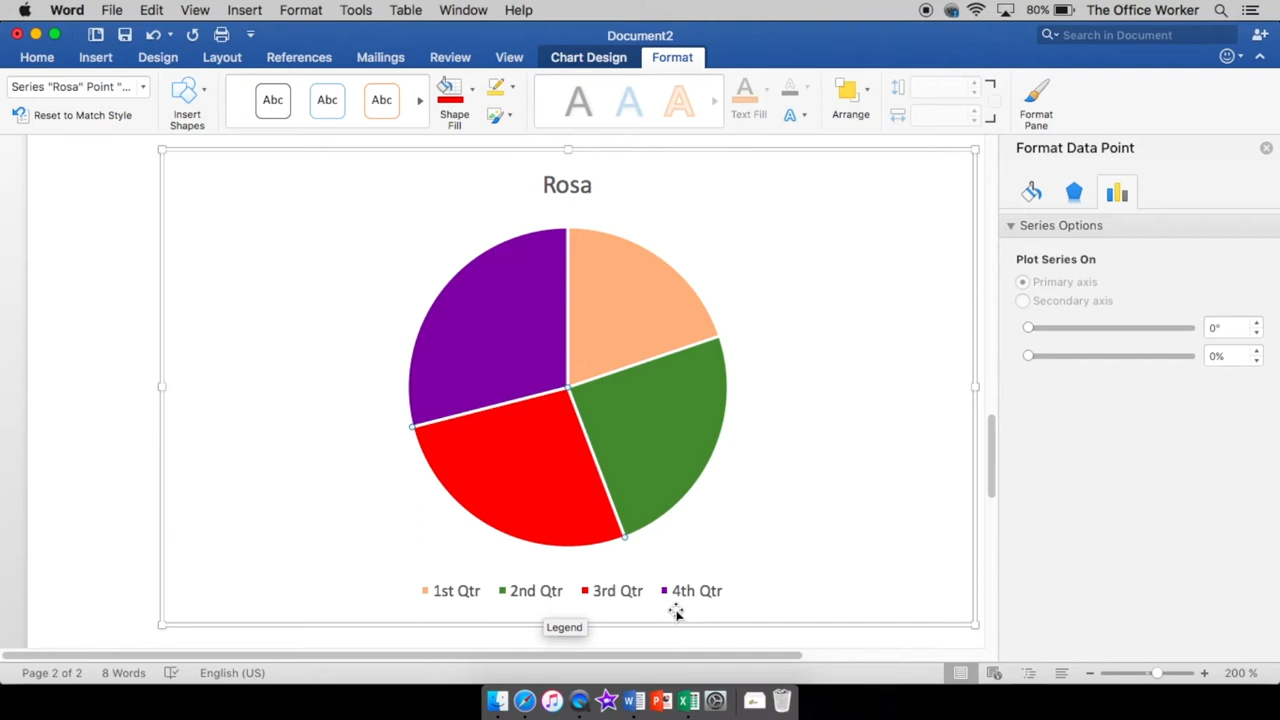 Word File Edit View Insert Format Tools Table Window Help 80% The Office Worker
Document2 Search in Document
Home Insert Design Layout References Mailings Review View Chart Design Format
Series "Rosa" Point "...
Reset to Match Style
Insert Shapes
Abc Abc Abc
Shape Fill
A A A
A
Text Fill
A
Arrange
Format Pane
Format Data Point
Series Options
Plot Series On
Primary axis
Secondary axis
0°
0%
Rosa
1st Qtr 2nd Qtr 3rd Qtr 4th Qtr
Legend
Page 2 of 2 8 Words English (US) 200 %